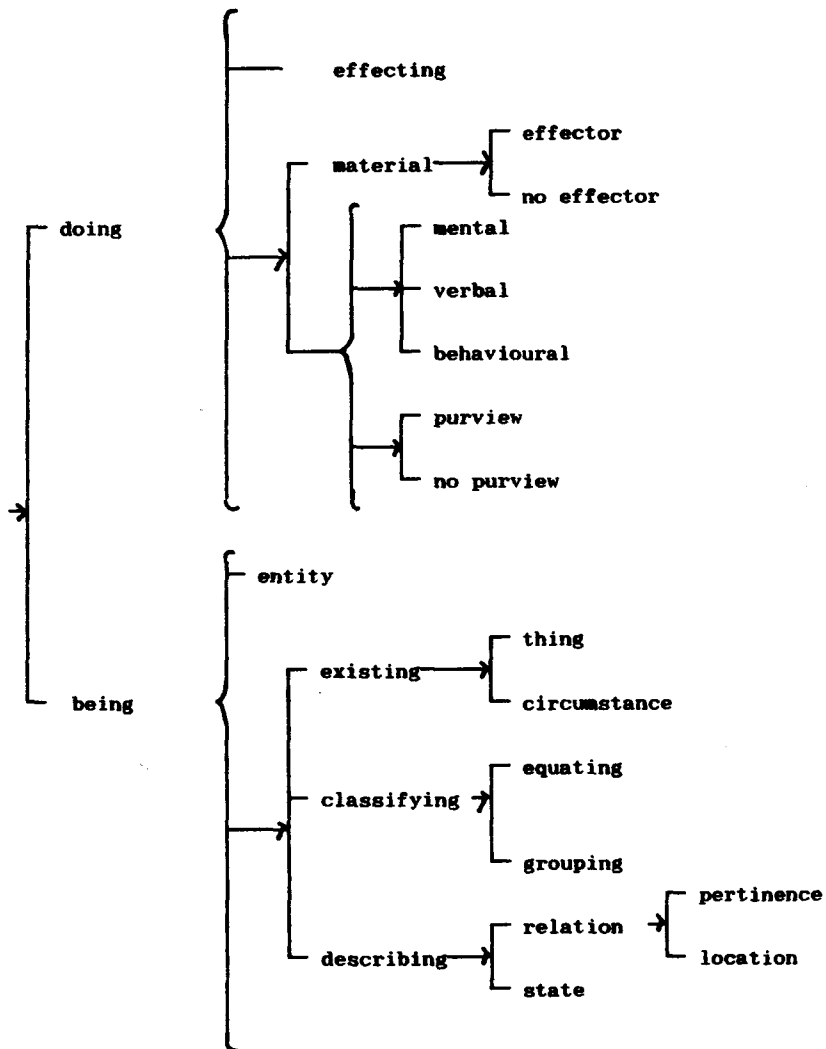 effecting
effector
material
no effector
doing
mental
verbal
behavioural
purview
no purview
entity
thing
existing
being
circumstance
equating
classifying
grouping
pertinence
relation
describing
location
state